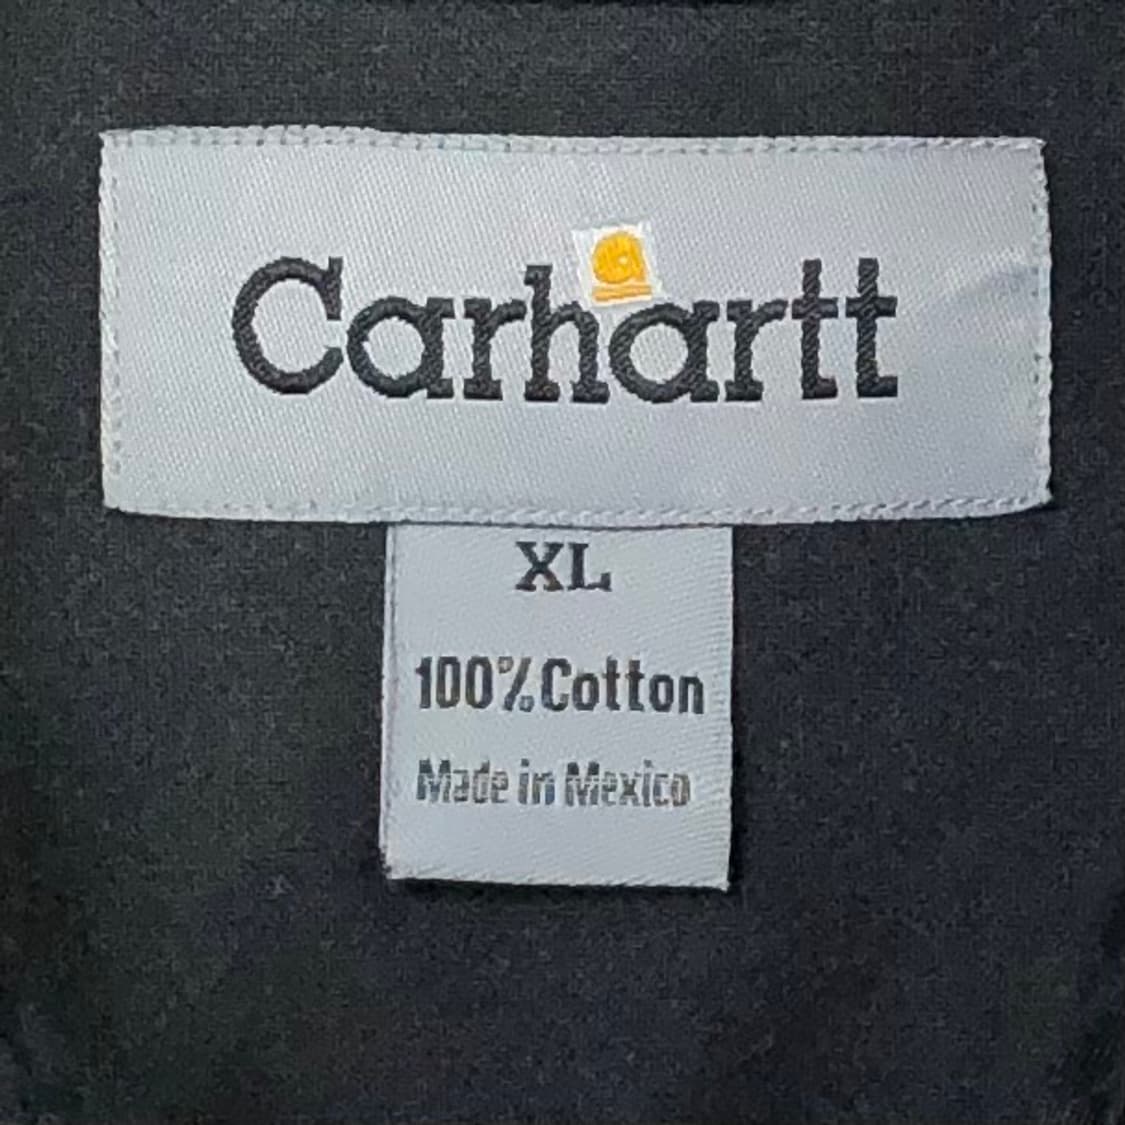 Carhartt
XL
100% Cotton
Made in Mexico